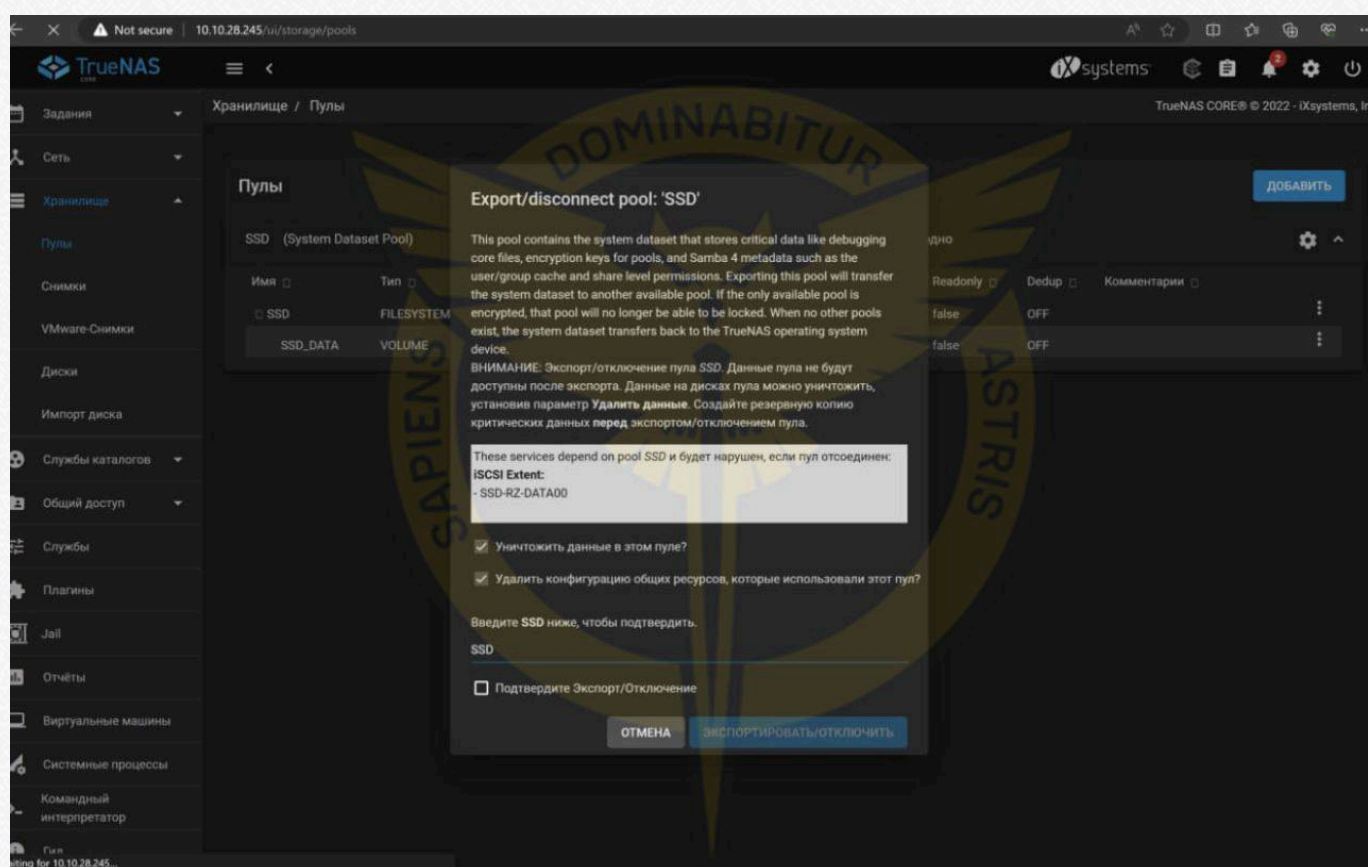 Not secure
10.10.28.245/ui/storage/pools
TrueNAS
CORE
iXsystems
2
Хранилище / Пулы
TrueNAS CORE® © 2022 - iXsystems, In
Задания
Сеть
Хранилище
Пулы
Снимки
VMware-Снимки
Диски
Импорт диска
Службы каталогов
Общий доступ
Службы
Плагины
Jail
Отчёты
Виртуальные машины
Системные процессы
Командный
интерпретатор
Гид
Пулы
ДОБАВИТЬ
SSD (System Dataset Pool)
Имя
Тип
Readonly
Dedup
Комментарии
SSD
FILESYSTEM
false
OFF
SSD_DATA
VOLUME
false
OFF
Export/disconnect pool: 'SSD'
This pool contains the system dataset that stores critical data like debugging
core files, encryption keys for pools, and Samba 4 metadata such as the
user/group cache and share level permissions. Exporting this pool will transfer
the system dataset to another available pool. If the only available pool is
encrypted, that pool will no longer be able to be locked. When no other pools
exist, the system dataset transfers back to the TrueNAS operating system
device.
ВНИМАНИЕ: Экспорт/отключение пула SSD. Данные пула не будут
доступны после экспорта. Данные на дисках пула можно уничтожить,
установив параметр Удалить данные. Создайте резервную копию
критических данных перед экспортом/отключением пула.
These services depend on pool SSD и будет нарушен, если пул отсоединен:
iSCSI Extent:
- SSD-RZ-DATA00
Уничтожить данные в этом пуле?
Удалить конфигурацию общих ресурсов, которые использовали этот пул?
Введите SSD ниже, чтобы подтвердить.
SSD
Подтвердите Экспорт/Отключение
ОТМЕНА
ЭКСПОРТИРОВАТЬ/ОТКЛЮЧИТЬ
SAPIENS
DOMINABITUR
ASTRIS
aiting for 10.10.28.245...